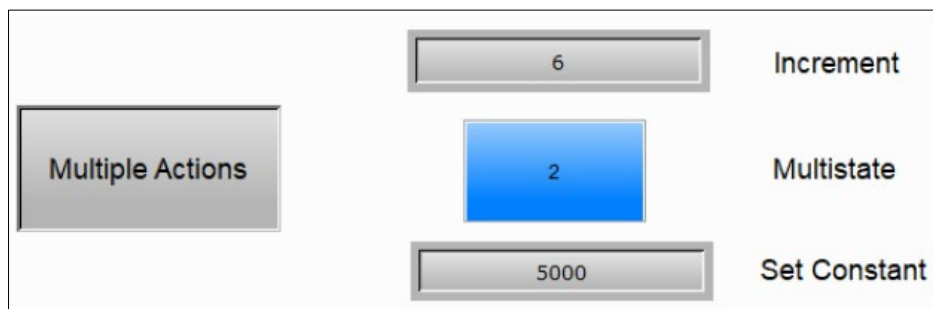 6
Increment
Multiple Actions
2
Multistate
5000
Set Constant